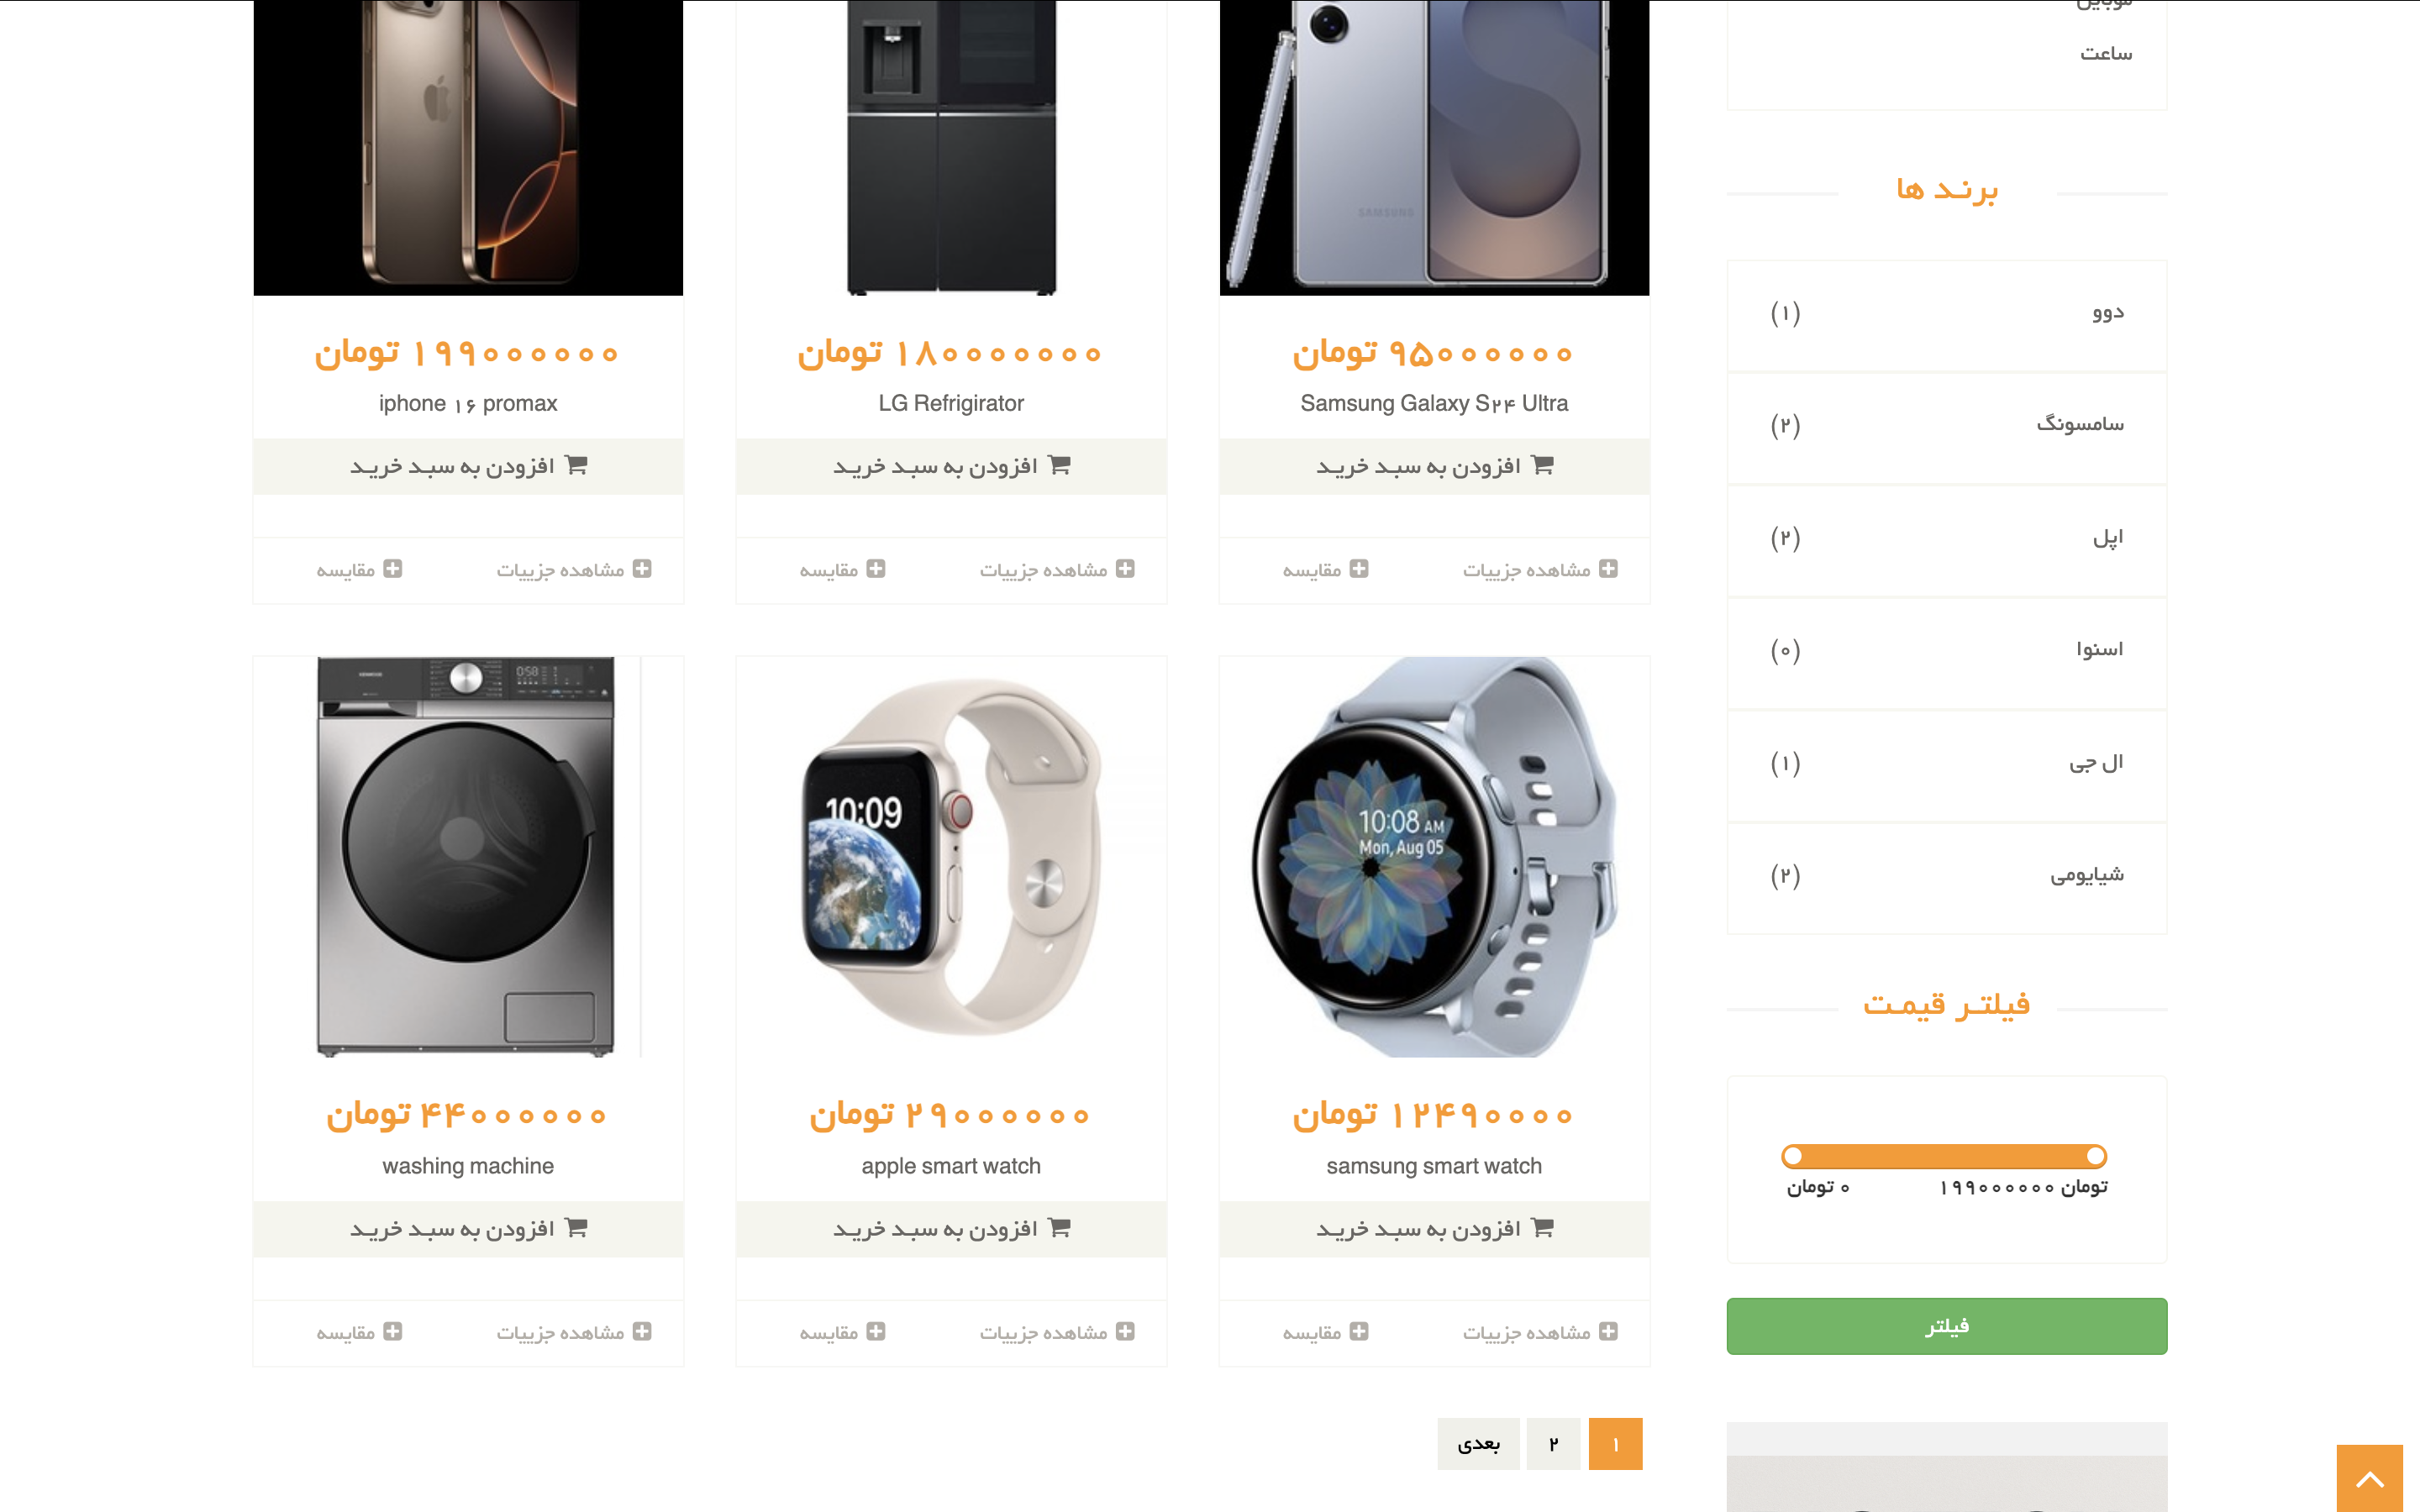 ساعت
برند ها
دوو (۱)
سامسونگ (۲)
اپل (۲)
اسنوا (۰)
ال جی (۱)
شیایومی (۲)
فیلتر قیمت
تومان ۱۹۹۰۰۰۰۰۰ ۰ تومان
فیلتر
SAMSUNG
۹۵۰۰۰۰۰۰ تومان
Samsung Galaxy S۲۴ Ultra
افزودن به سبد خرید
مشاهده جزییات مقایسه
۱۸۰۰۰۰۰۰۰ تومان
LG Refrigirator
افزودن به سبد خرید
مشاهده جزییات مقایسه
۱۹۹۰۰۰۰۰۰ تومان
iphone ۱۶ promax
افزودن به سبد خرید
مشاهده جزییات مقایسه
10:08 AM
Mon, Aug 05
۱۲۴۹۰۰۰۰ تومان
samsung smart watch
افزودن به سبد خرید
مشاهده جزییات مقایسه
10:09
۲۹۰۰۰۰۰۰ تومان
apple smart watch
افزودن به سبد خرید
مشاهده جزییات مقایسه
KENWOOD
0:58
۴۴۰۰۰۰۰۰ تومان
washing machine
افزودن به سبد خرید
مشاهده جزییات مقایسه
۱ ۲ بعدی